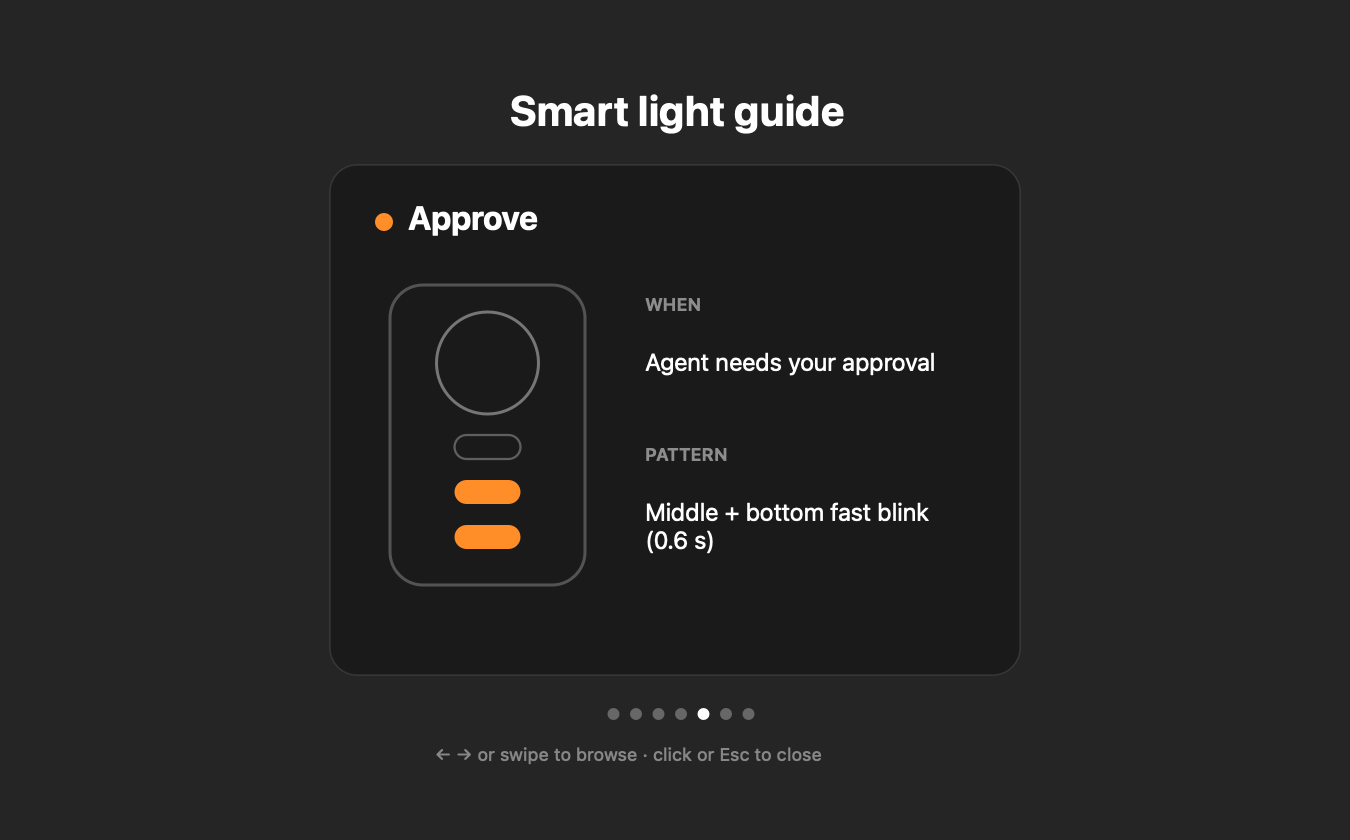 Smart light guide
Approve
WHEN
Agent needs your approval
PATTERN
Middle + bottom fast blink
(0.6 s)
← → or swipe to browse · click or Esc to close